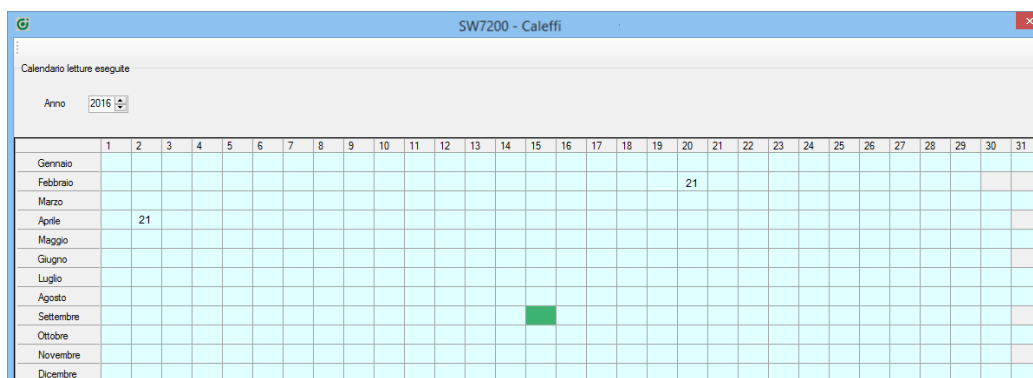 SW7200 - Caleffi
x
Calendario letture eseguite
Anno 2016
1 2 3 4 5 6 7 8 9 10 11 12 13 14 15 16 17 18 19 20 21 22 23 24 25 26 27 28 29 30 31
Gennaio
Febbraio 21
Marzo
Aprile 21
Maggio
Giugno
Luglio
Agosto
Settembre
Ottobre
Novembre
Dicembre